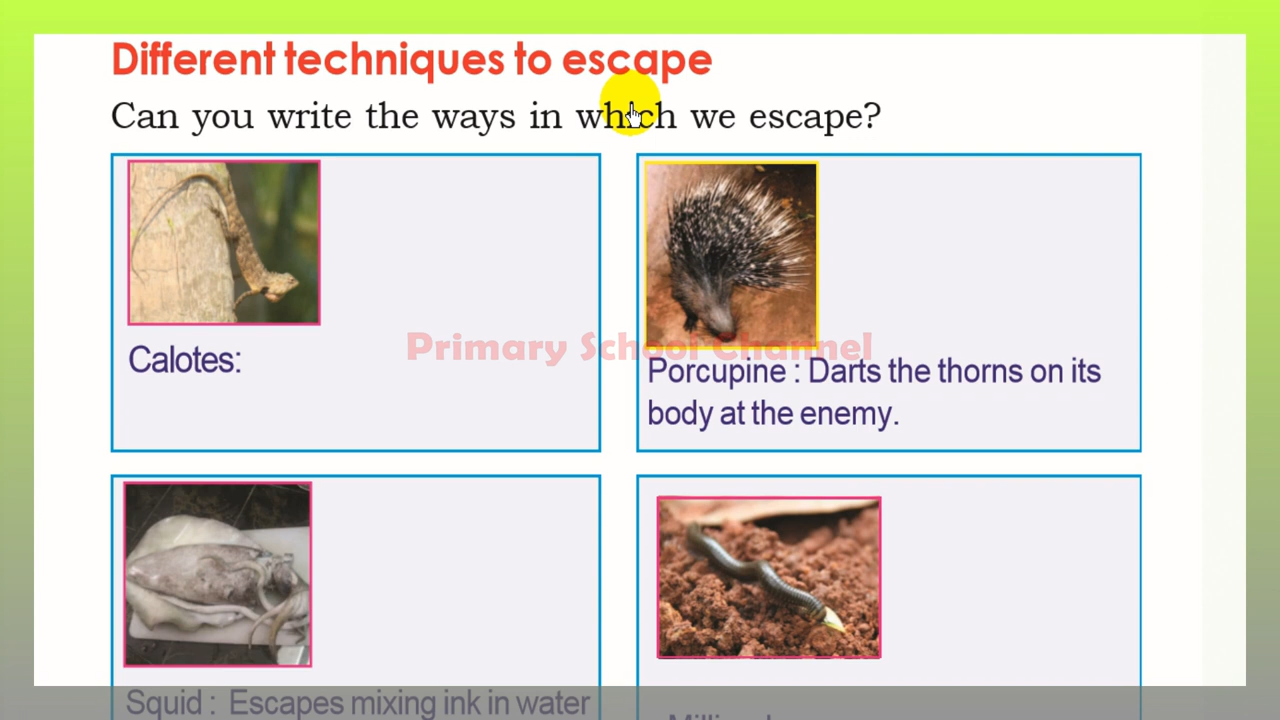 Different techniques to escape
Can you write the ways in which we escape?
Calotes:
Porcupine : Darts the thorns on its
body at the enemy.
Primary School Channel
Squid : Escapes mixing ink in water